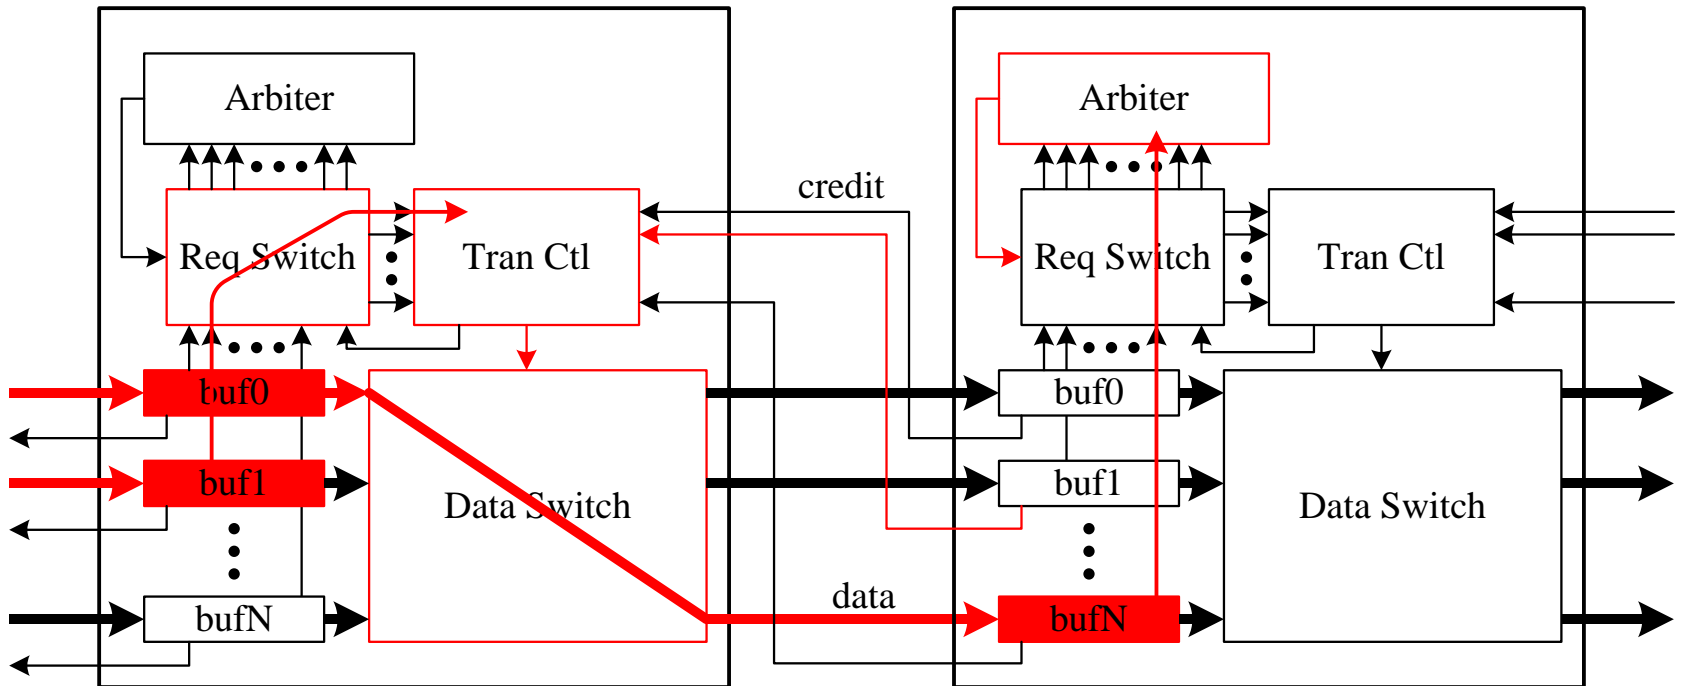 Arbiter
Arbiter
credit
Req Switch
Tran Ctl
Req Switch
Tran Ctl
buf0
buf0
buf1
buf1
Data Switch
Data Switch
data
bufN
bufN